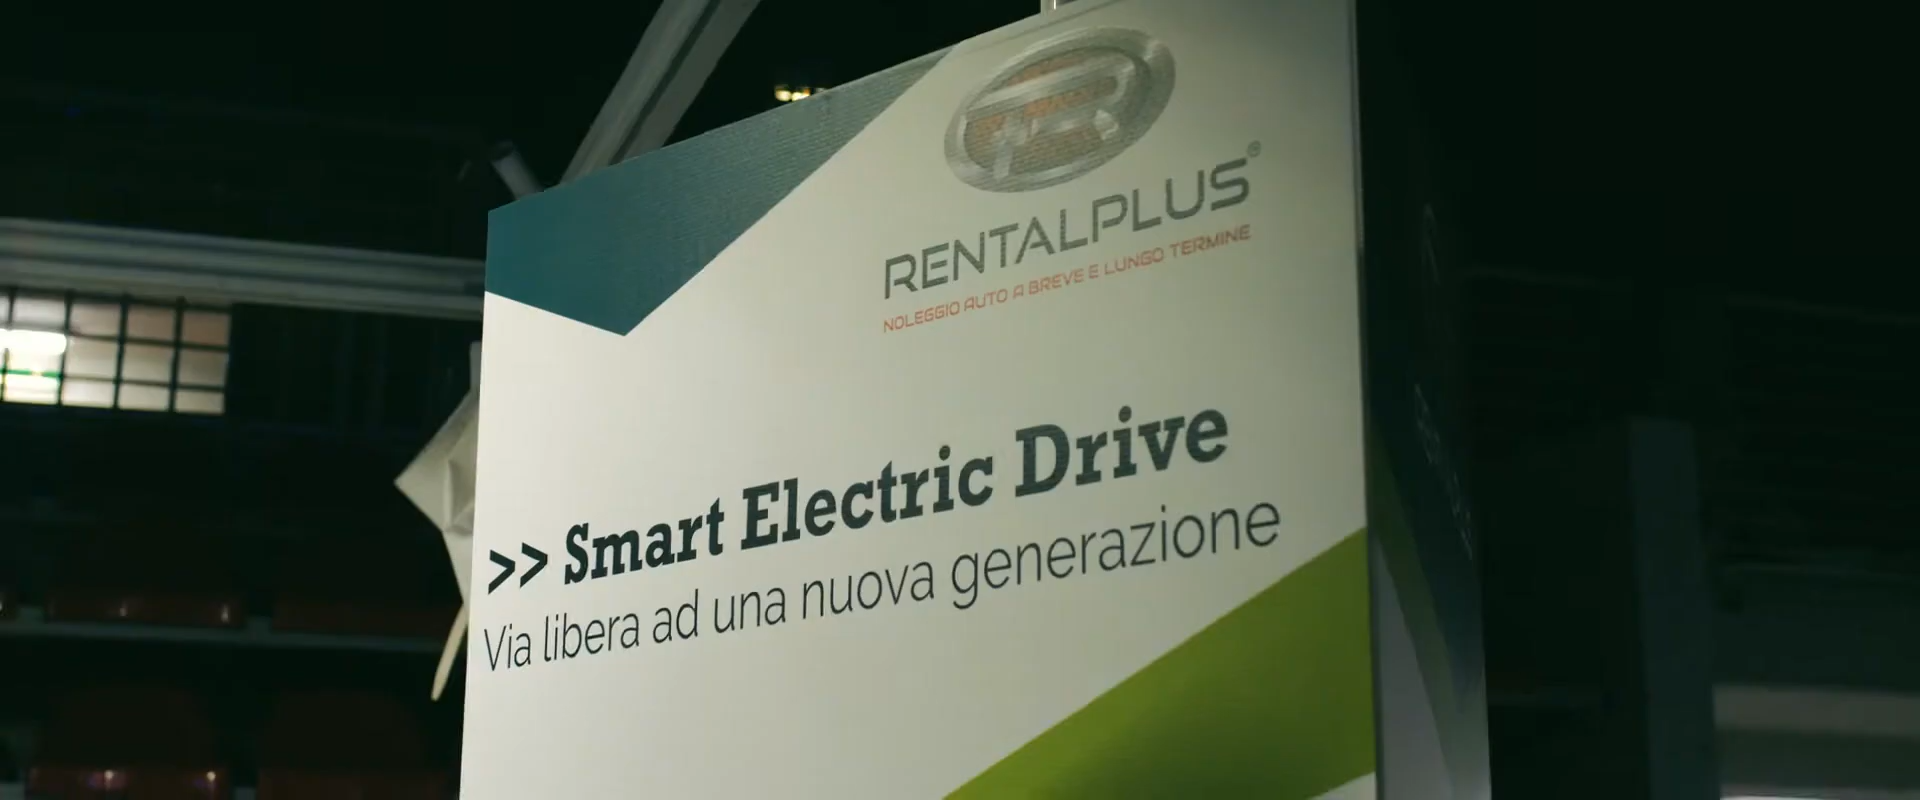 RENTALPLUS®
NOLEGGIO AUTO A BREVE E LUNGO TERMINE
>> Smart Electric Drive
Via libera ad una nuova generazione